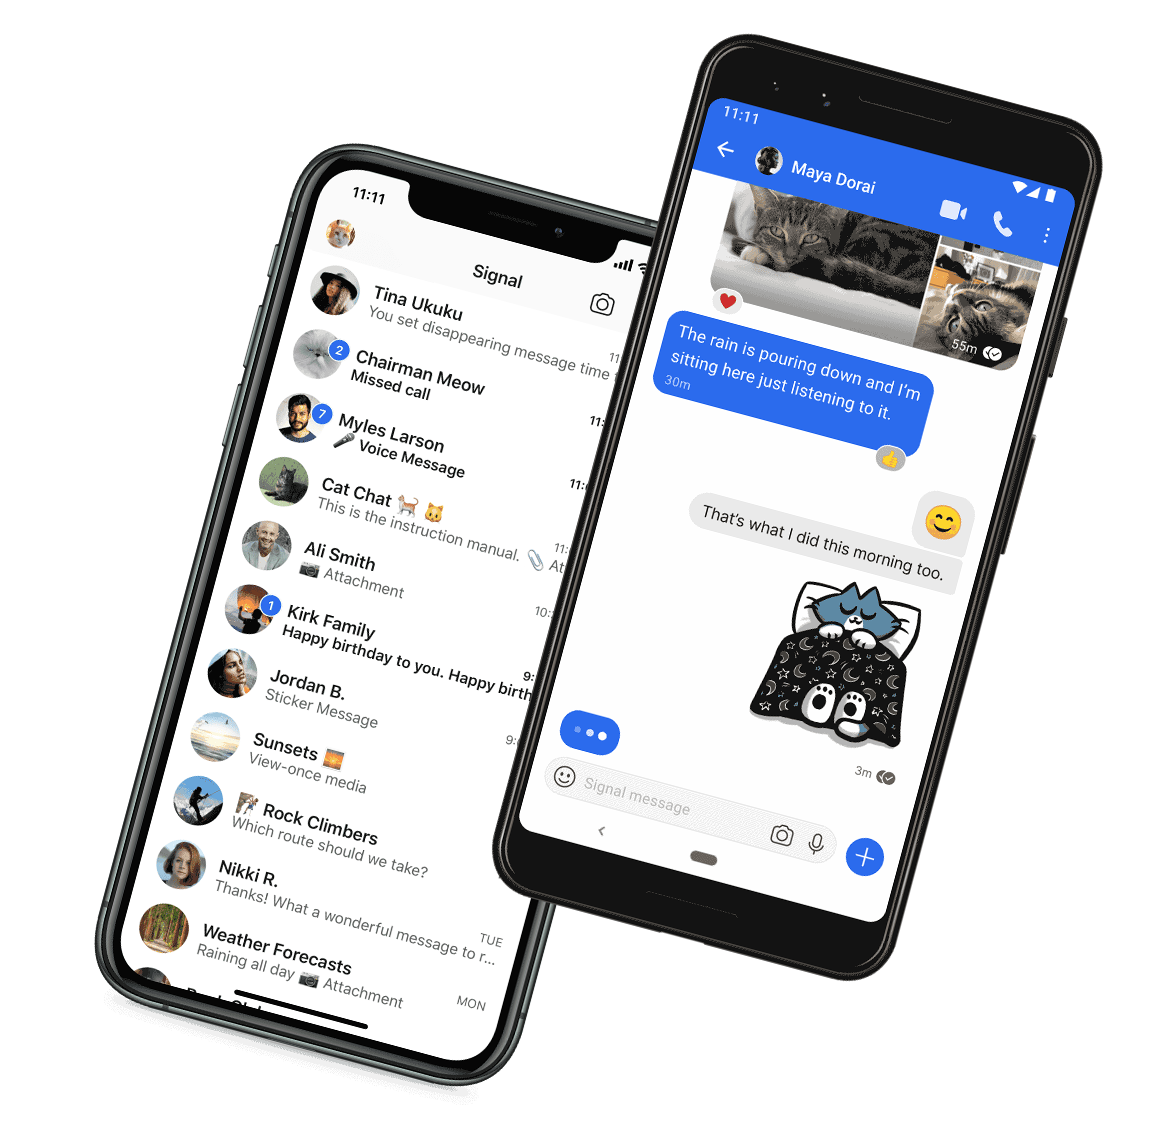 11:11
Signal
Tina Ukuku
You set disappearing message time
11:
2
Chairman Meow
Missed call
11:
7
Myles Larson
Voice Message
11:
Cat Chat
This is the instruction manual.
11:
Ali Smith
Attachment
10:
1
Kirk Family
Happy birthday to you. Happy birth
9:
Jordan B.
Sticker Message
9:
Sunsets
View-once media
Rock Climbers
Which route should we take?
Nikki R.
Thanks! What a wonderful message to r...
TUE
Weather Forecasts
Raining all day Attachment
MON
11:11
Maya Dorai
55m
The rain is pouring down and I'm
sitting here just listening to it.
30m
That's what I did this morning too.
3m
Signal message